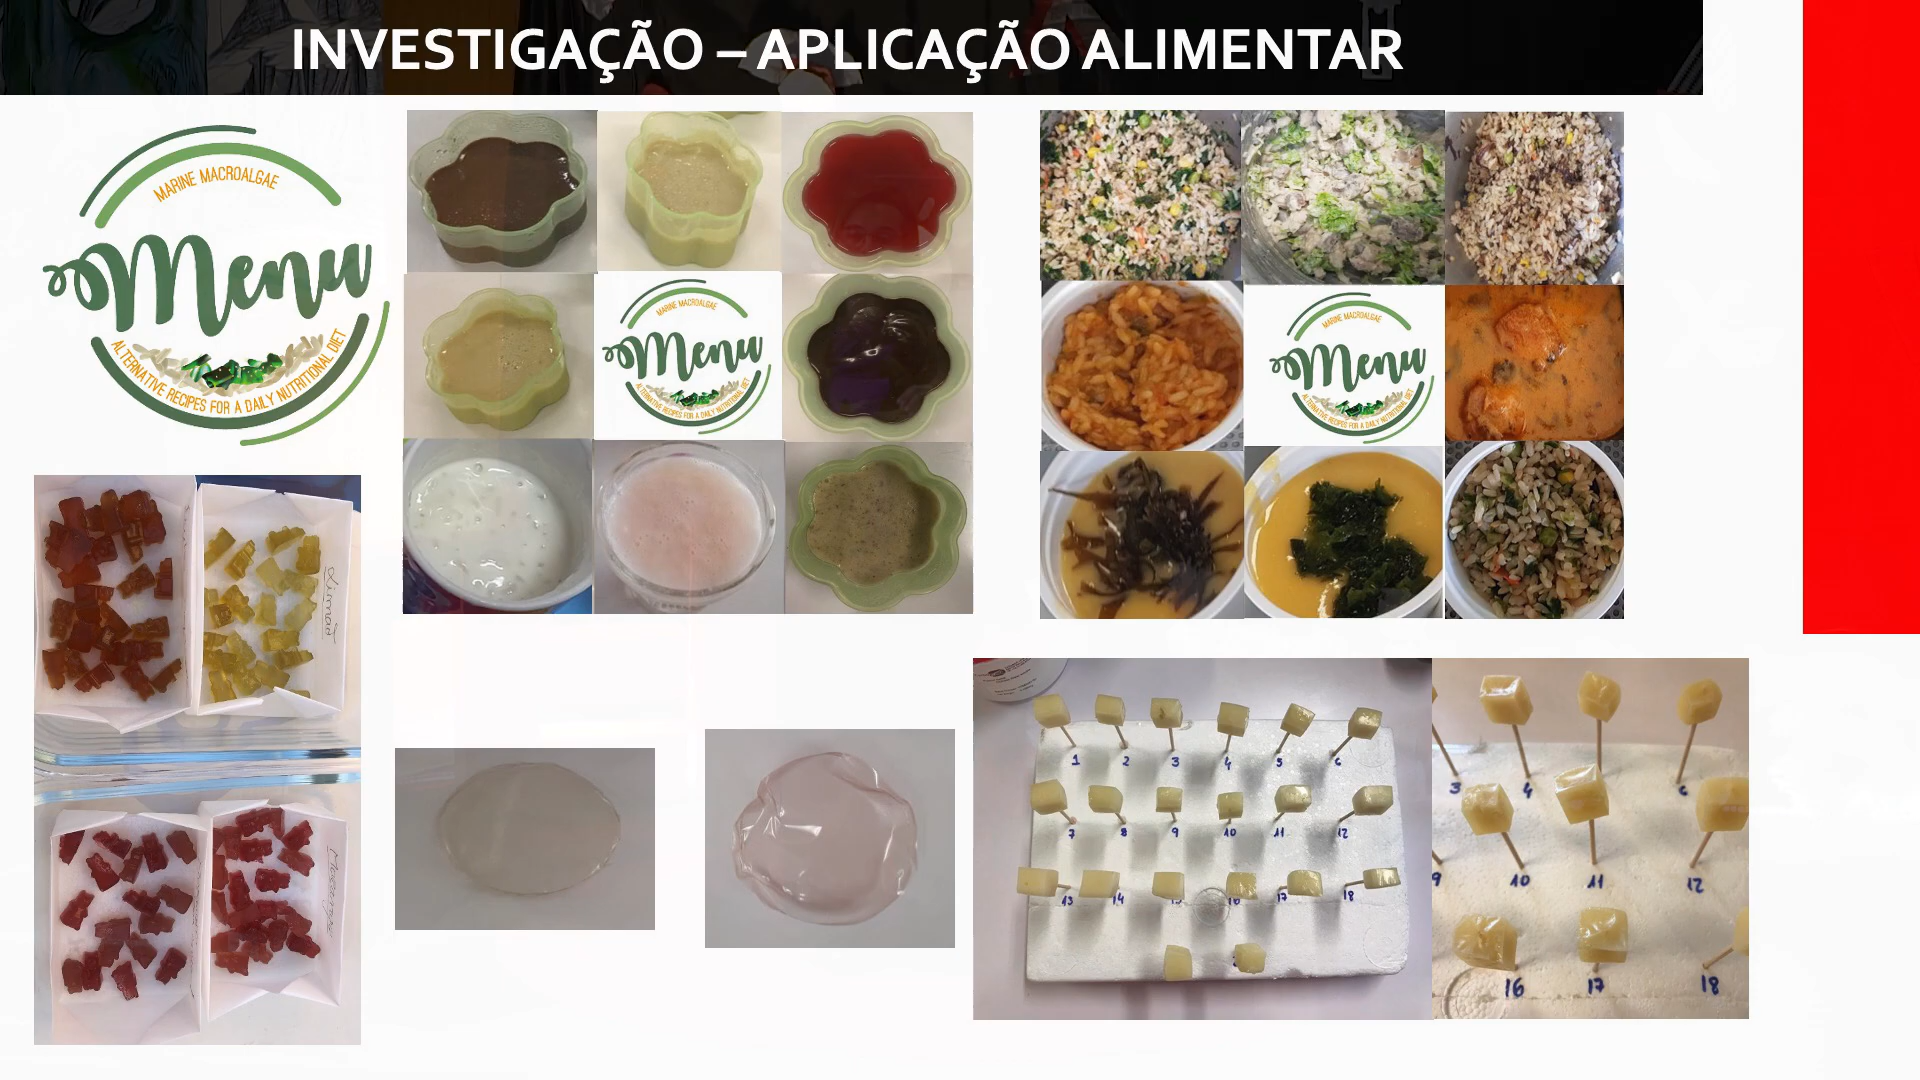 INVESTIGAÇÃO – APLICAÇÃO ALIMENTAR
MARINE MACROALGAE
Menu
ALTERNATIVE RECIPES FOR A DAILY NUTRITIONAL DIET
MARINE MACROALGAE
Menu
ALTERNATIVE RECIPES FOR A DAILY NUTRITIONAL DIET
MARINE MACROALGAE
Menu
ALTERNATIVE RECIPES FOR A DAILY NUTRITIONAL DIET
Limão
1 2 3 4 5 6
7 8 9 10 11 12
13 14 15 16 17 18
3 4 6
9 10 11 12
16 17 18